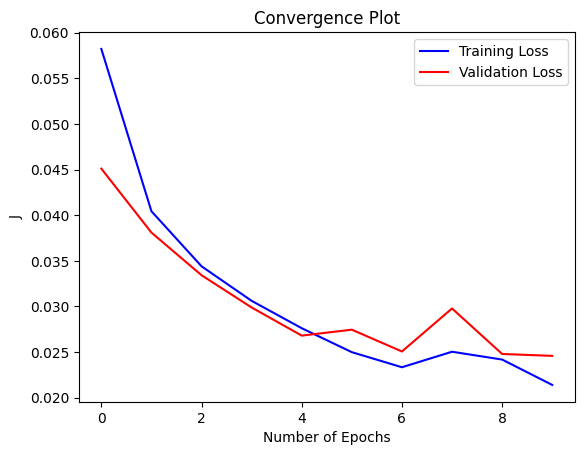 Convergence Plot
Training Loss
Validation Loss
0.060
0.055
0.050
0.045
0.040
0.035
0.030
0.025
0.020
J
0 2 4 6 8
Number of Epochs